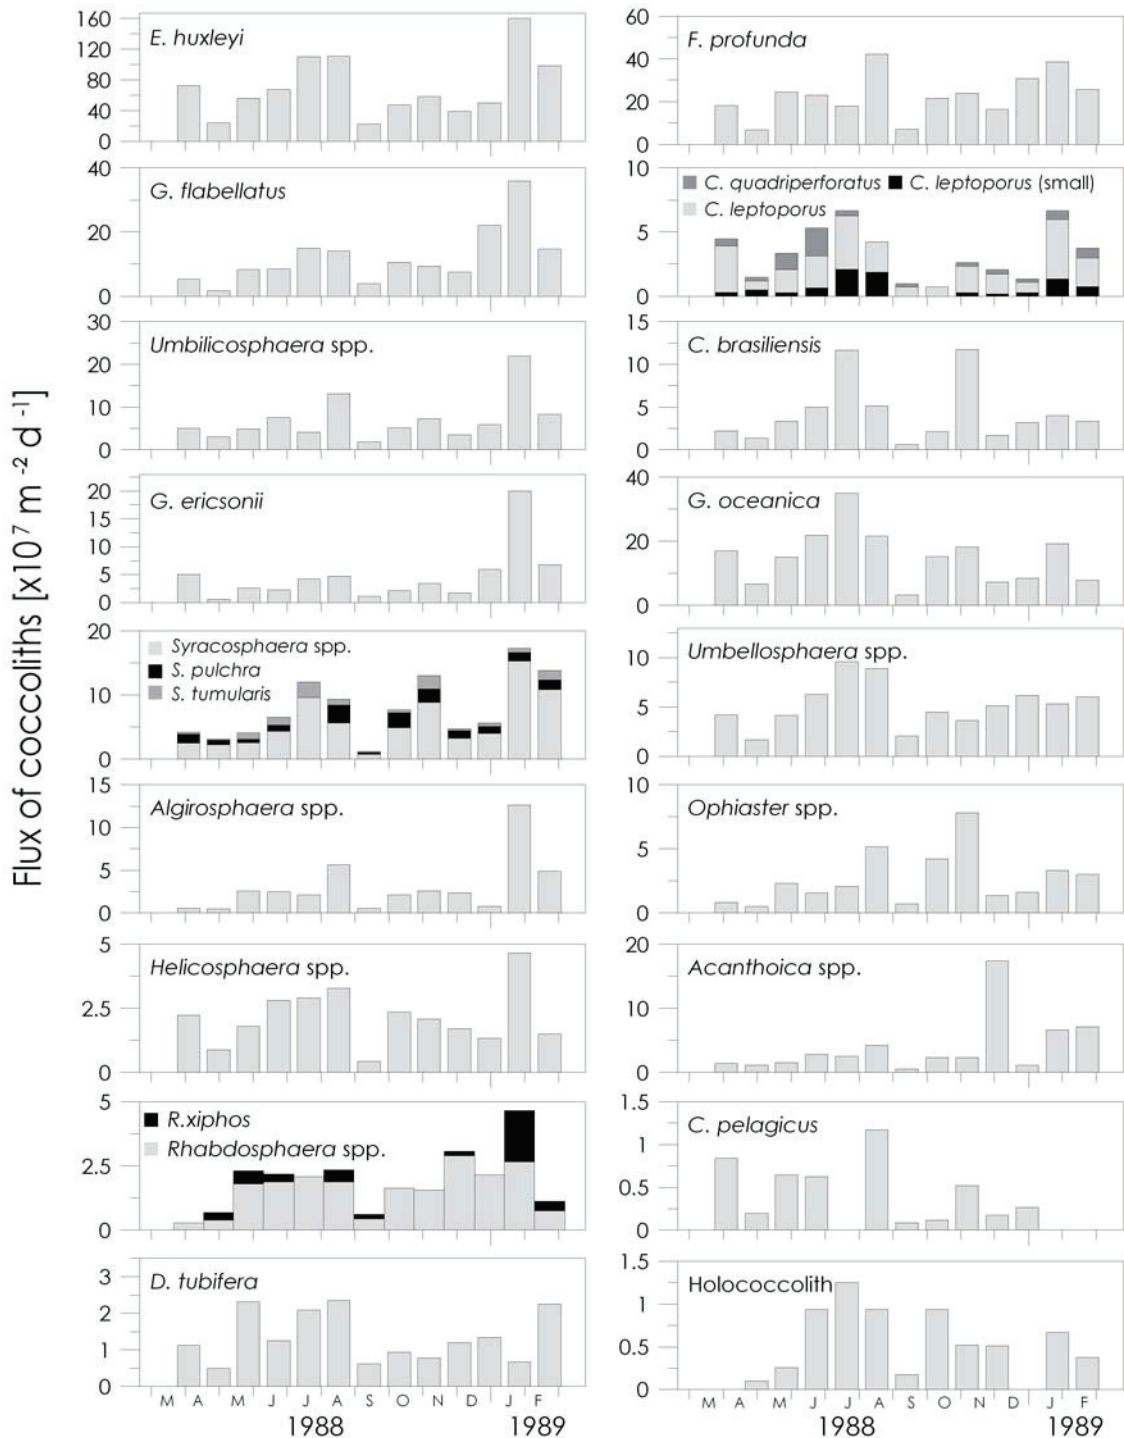 Flux of coccoliths [x10⁷ m⁻² d⁻¹]
E. huxleyi
160
120
80
40
0
F. profunda
60
40
20
0
G. flabellatus
40
20
0
C. quadriperforatus C. leptoporus (small)
C. leptoporus
10
5
0
Umbilicosphaera spp.
30
20
10
0
C. brasiliensis
15
10
5
0
G. ericsonii
20
15
10
5
0
G. oceanica
40
20
0
Syracosphaera spp.
S. pulchra
S. tumularis
20
10
0
Umbellosphaera spp.
10
5
0
Algirosphaera spp.
15
10
5
0
Ophiaster spp.
10
5
0
Helicosphaera spp.
5
2.5
0
Acanthoica spp.
20
10
0
R.xiphos
Rhabdosphaera spp.
5
2.5
0
C. pelagicus
1.5
1
0.5
0
D. tubifera
3
2
1
0
M A M J J A S O N D J F
1988 1989
Holococcolith
1.5
1
0.5
0
M A M J J A S O N D J F
1988 1989